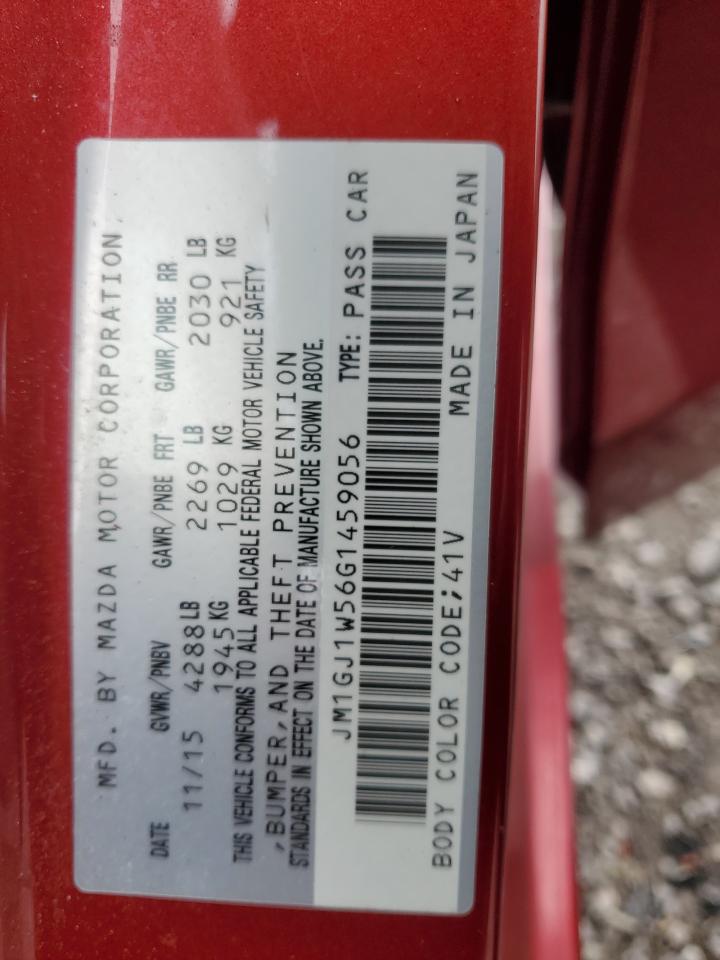 MFD. BY MAZDA MOTOR CORPORATION
DATE GVWR/PNBV GAWR/PNBE FRT GAWR/PNBE RR
11/15 4288LB 2269 LB 2030 LB
1945KG 1029 KG 921 KG
THIS VEHICLE CONFORMS TO ALL APPLICABLE FEDERAL MOTOR VEHICLE SAFETY
,BUMPER,AND THEFT PREVENTION
STANDARDS IN EFFECT ON THE DATE OF MANUFACTURE SHOWN ABOVE.
JM1GJ1W56G1459056 TYPE: PASS CAR
BODY COLOR CODE;41V MADE IN JAPAN